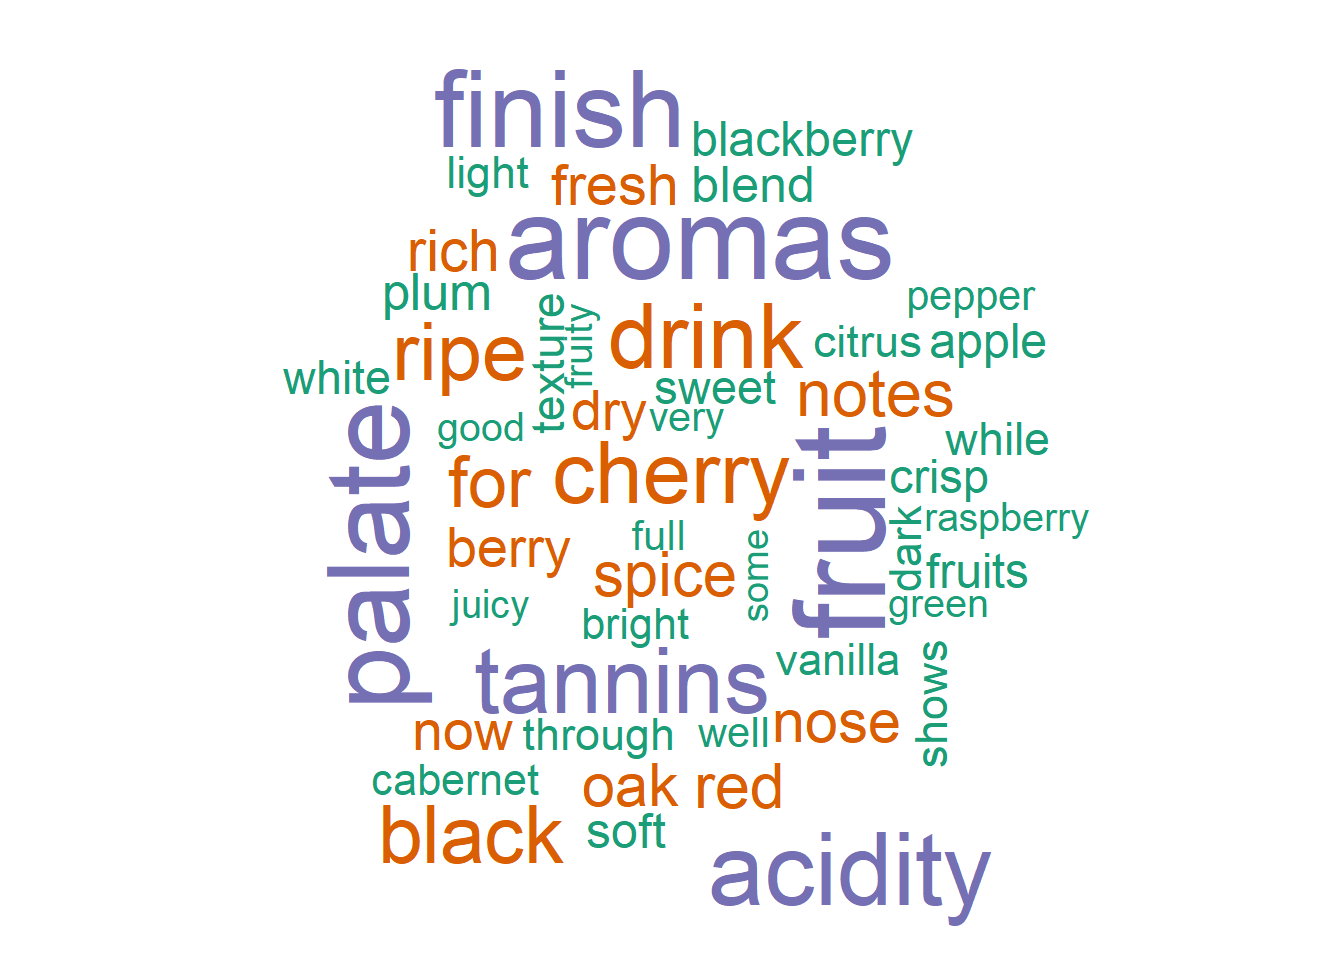 finish
blackberry
light
fresh
blend
aromas
rich
plum
pepper
texture
fruity
drink
citrus
apple
ripe
white
sweet
notes
dry
very
good
palate
fruit
while
for
cherry
crisp
dark
raspberry
berry
full
spice
some
fruits
juicy
bright
green
tannins
vanilla
shows
now
through
well
nose
cabernet
oak
red
black
soft
acidity